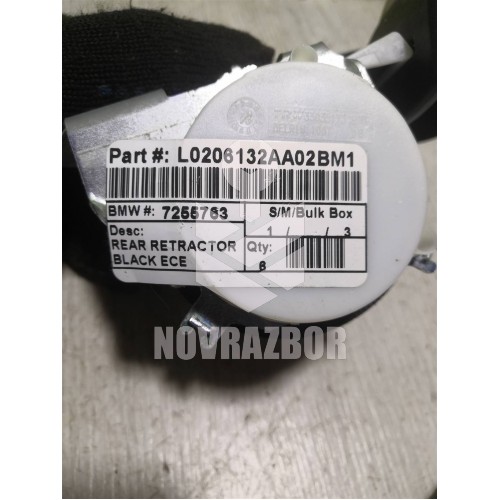 Part #: L0206132AA02BM1
BMW #: 7255763 S/M/Bulk Box
1 / / 3
Desc:
REAR RETRACTOR Qty:
BLACK ECE 6
NOVRAZBOR